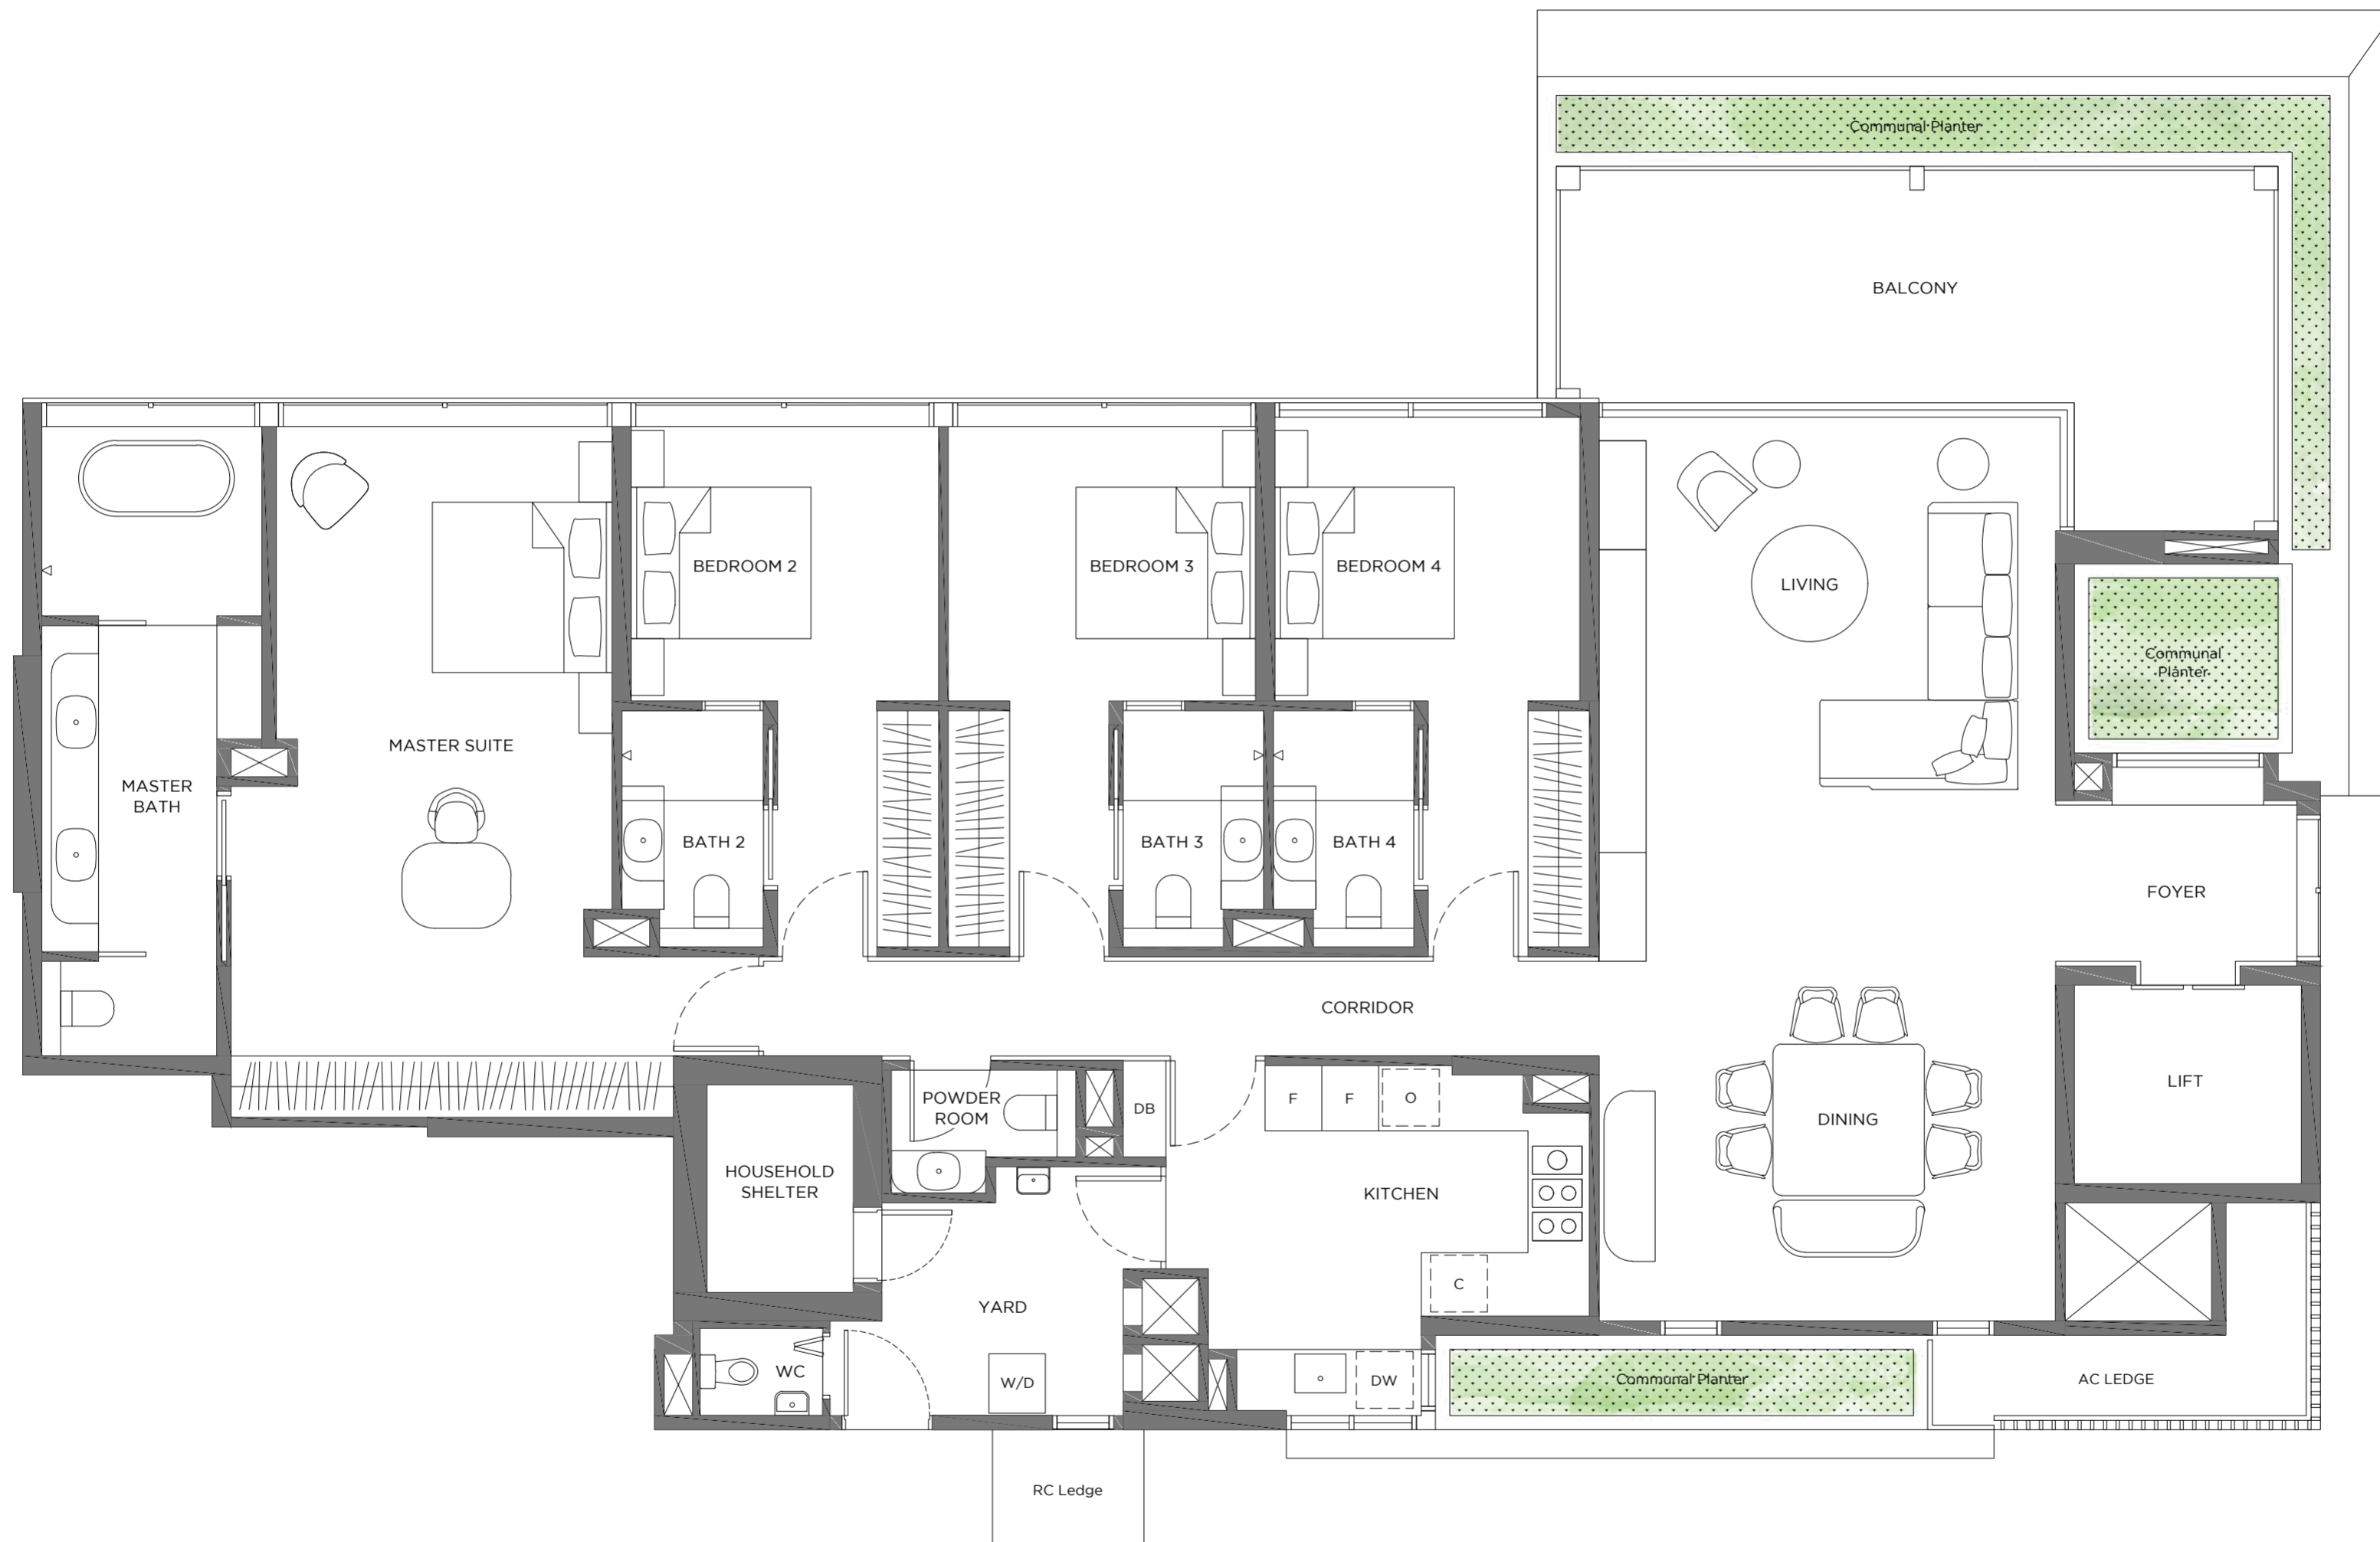 Communal Planter
BALCONY
BEDROOM 2
BEDROOM 3
BEDROOM 4
LIVING
Communal
Planter
MASTER SUITE
MASTER
BATH
BATH 2
BATH 3
BATH 4
FOYER
CORRIDOR
LIFT
POWDER
ROOM
DB
F
F
O
DINING
HOUSEHOLD
SHELTER
KITCHEN
C
YARD
WC
W/D
DW
Communal Planter
AC LEDGE
RC Ledge